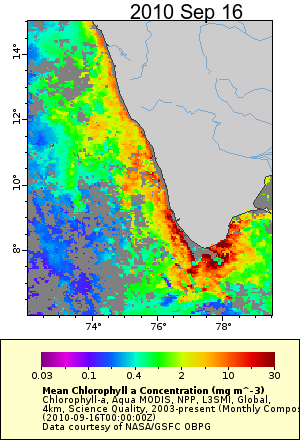 2010 Sep 16
14°
12°
10°
8°
74° 76° 78°
0.03 0.1 0.4 2 10 30
Mean Chlorophyll a Concentration (mg m^-3)
Chlorophyll-a, Aqua MODIS, NPP, L3SMI, Global,
4km, Science Quality, 2003-present (Monthly Compos
(2010-09-16T00:00:00Z)
Data courtesy of NASA/GSFC OBPG